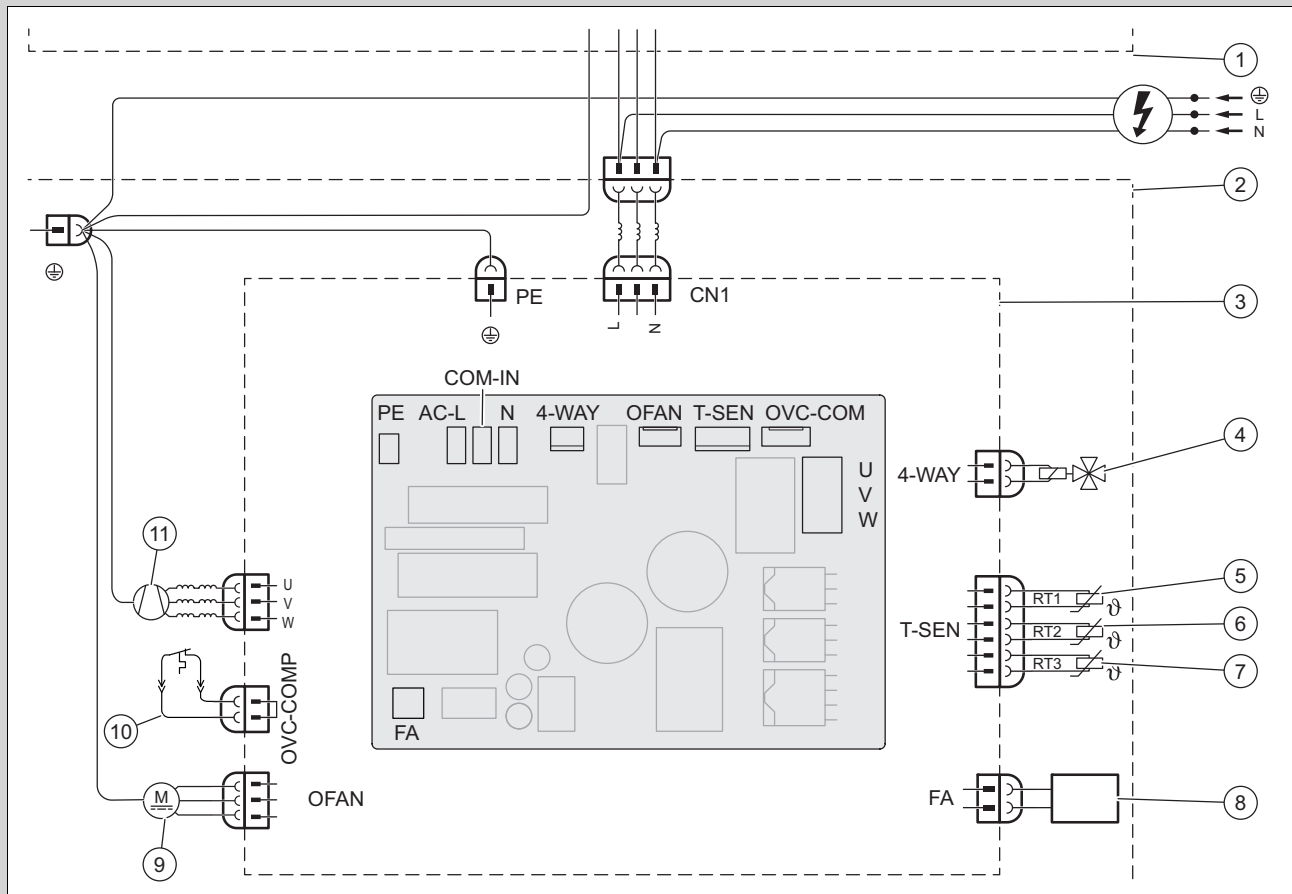 1
L
N
2
PE
CN1
3
L
N
COM-IN
PE AC-L N 4-WAY OFAN T-SEN OVC-COM
4-WAY
4
U
V
W
11
U
V
W
T-SEN
RT1
ϑ
5
RT2
ϑ
6
RT3
ϑ
7
10
OVC-COMP
FA
M
OFAN
9
FA
8